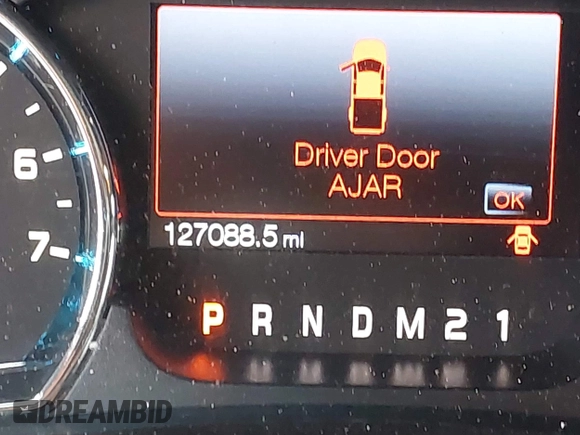 Driver Door
AJAR
OK
6
127088.5 mi
7
P R N D M 2 1
DREAMBID